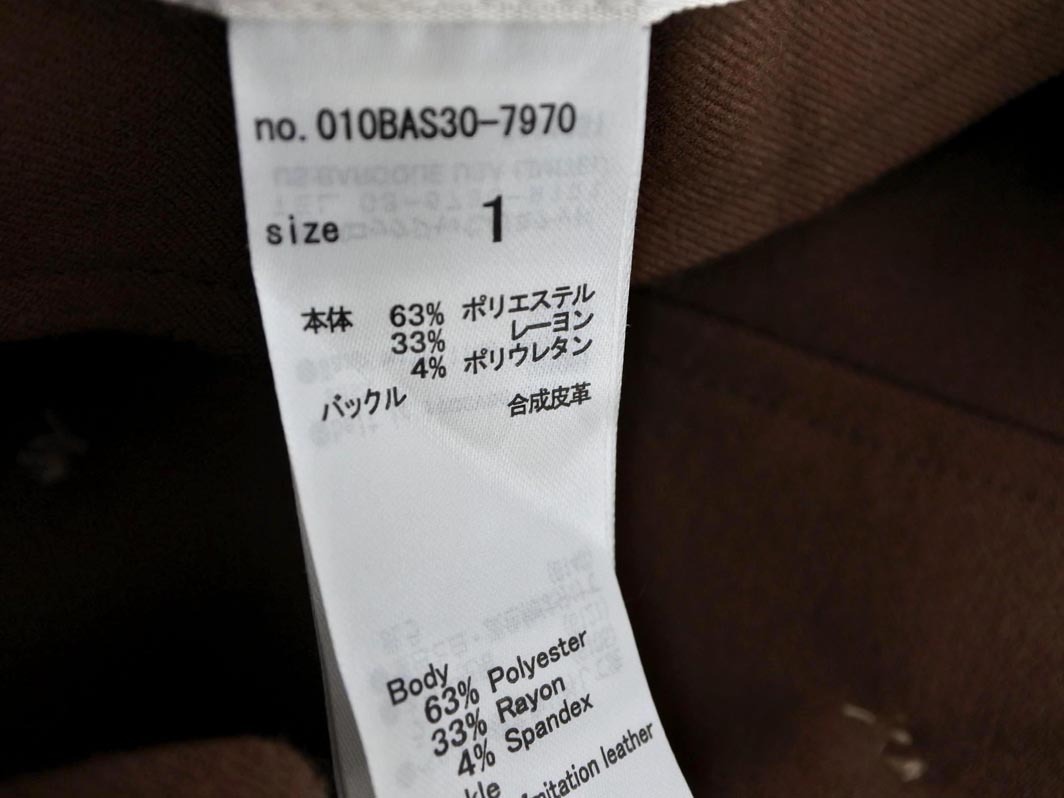 no. 010BAS30-7970
size 1
本体 63% ポリエステル
33% レーヨン
4% ポリウレタン
バックル 合成皮革
Body
63% Polyester
33% Rayon
4% Spandex
leather